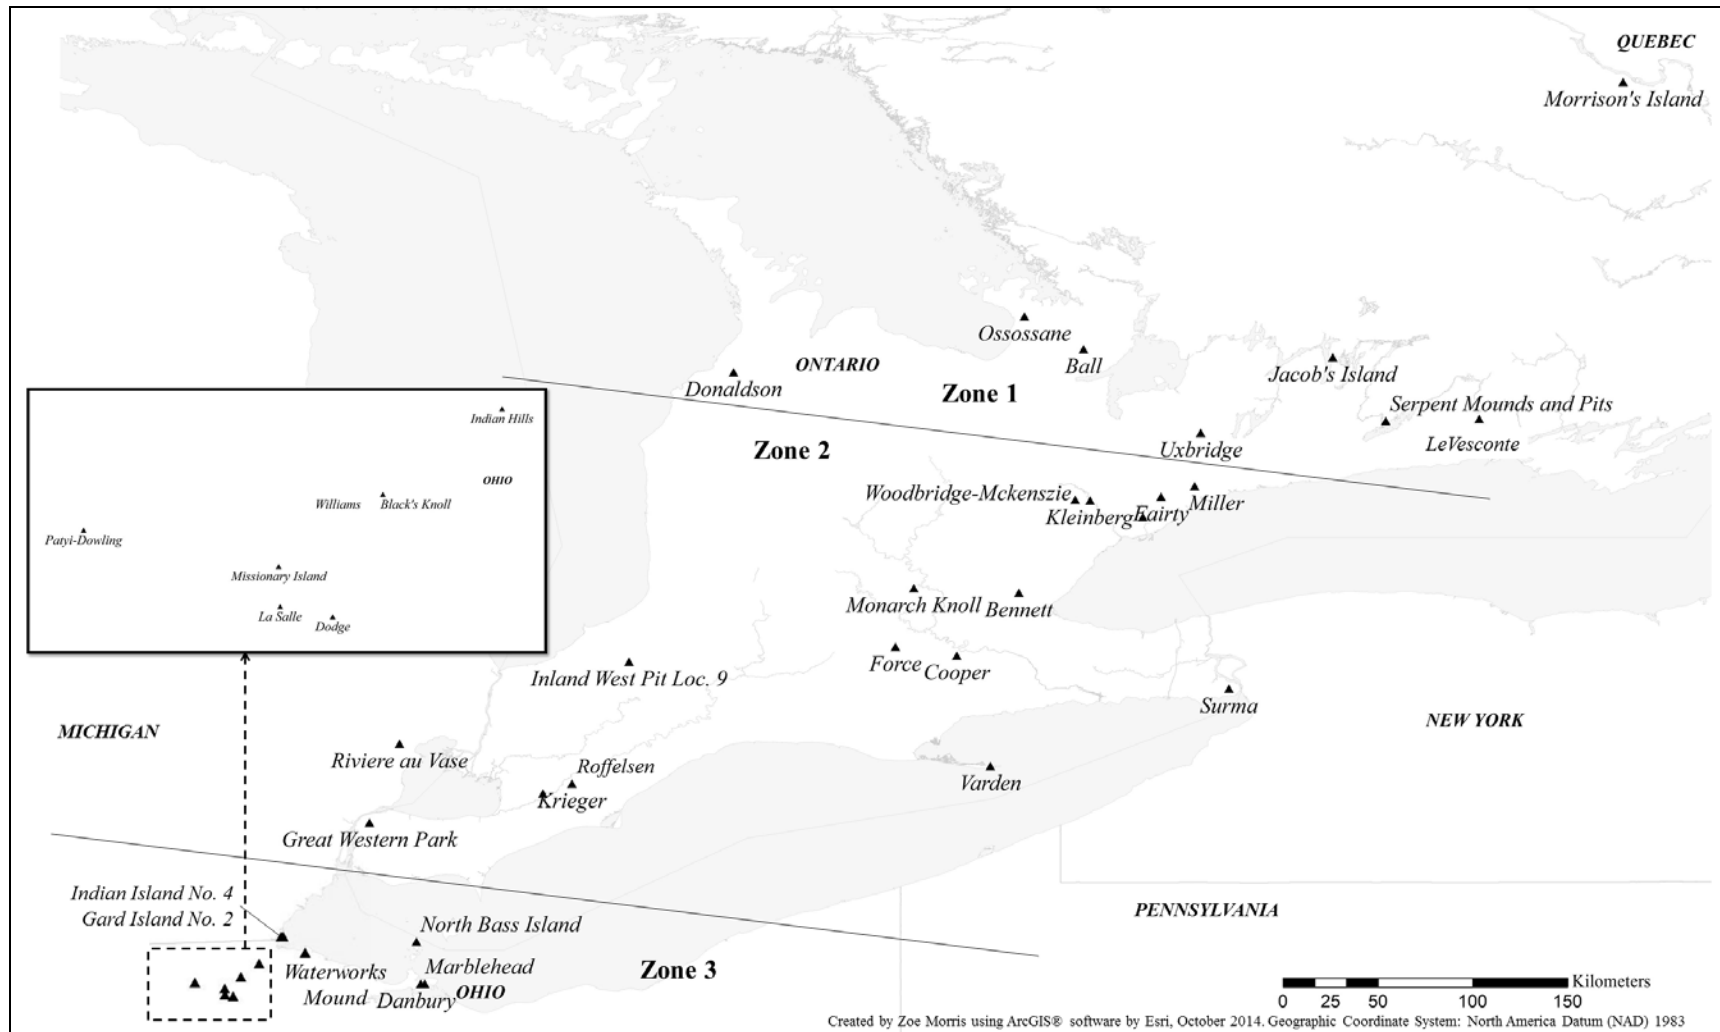 QUEBEC
Morrison's Island
Ossossane
Ball
ONTARIO
Donaldson
Zone 1
Jacob's Island
Serpent Mounds and Pits
LeVesconte
Uxbridge
Zone 2
Indian Hills
OHIO
Williams
Black's Knoll
Patyi-Dowling
Missionary Island
La Salle
Dodge
Woodbridge-Mckenszie
Kleinberg
Fairty
Miller
Monarch Knoll
Bennett
Force
Cooper
Inland West Pit Loc. 9
Surma
NEW YORK
MICHIGAN
Riviere au Vase
Roffelsen
Krieger
Varden
Great Western Park
Indian Island No. 4
Gard Island No. 2
North Bass Island
PENNSYLVANIA
Waterworks
Mound
Marblehead
Danbury
OHIO
Zone 3
Kilometers
0 25 50 100 150
Created by Zoe Morris using ArcGIS® software by Esri, October 2014. Geographic Coordinate System: North America Datum (NAD) 1983